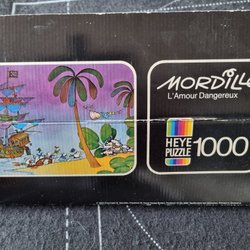 MORDILLO
L'Amour Dangereux
HEYE
PUZZLE
1000